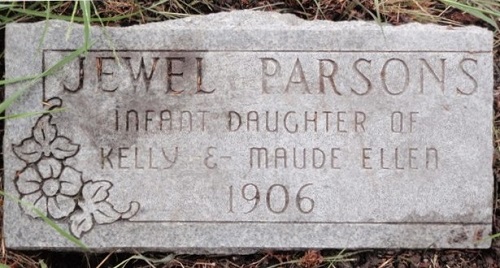 JEWEL PARSONS
INFANT DAUGHTER OF
KELLY & MAUDE ELLEN
1906